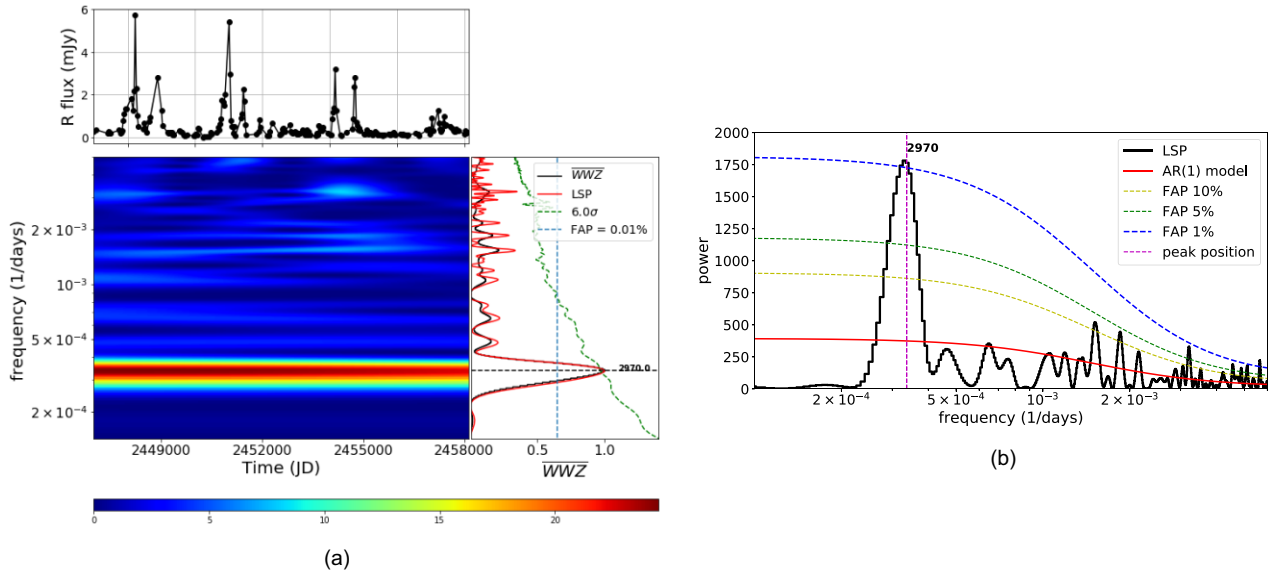 R flux (mJy)
6
4
2
0
frequency (1/days)
2 × 10⁻³
10⁻³
5 × 10⁻⁴
2 × 10⁻⁴
2449000 2452000 2455000 2458000
Time (JD)
WWZ
LSP
6.0σ
FAP = 0.01%
2970.0
0.5 1.0
WWZ
0 5 10 15 20
(a)
power
2000
1750
1500
1250
1000
750
500
250
0
2970
LSP
AR(1) model
FAP 10%
FAP 5%
FAP 1%
peak position
2 × 10⁻⁴ 5 × 10⁻⁴ 10⁻³ 2 × 10⁻³
frequency (1/days)
(b)